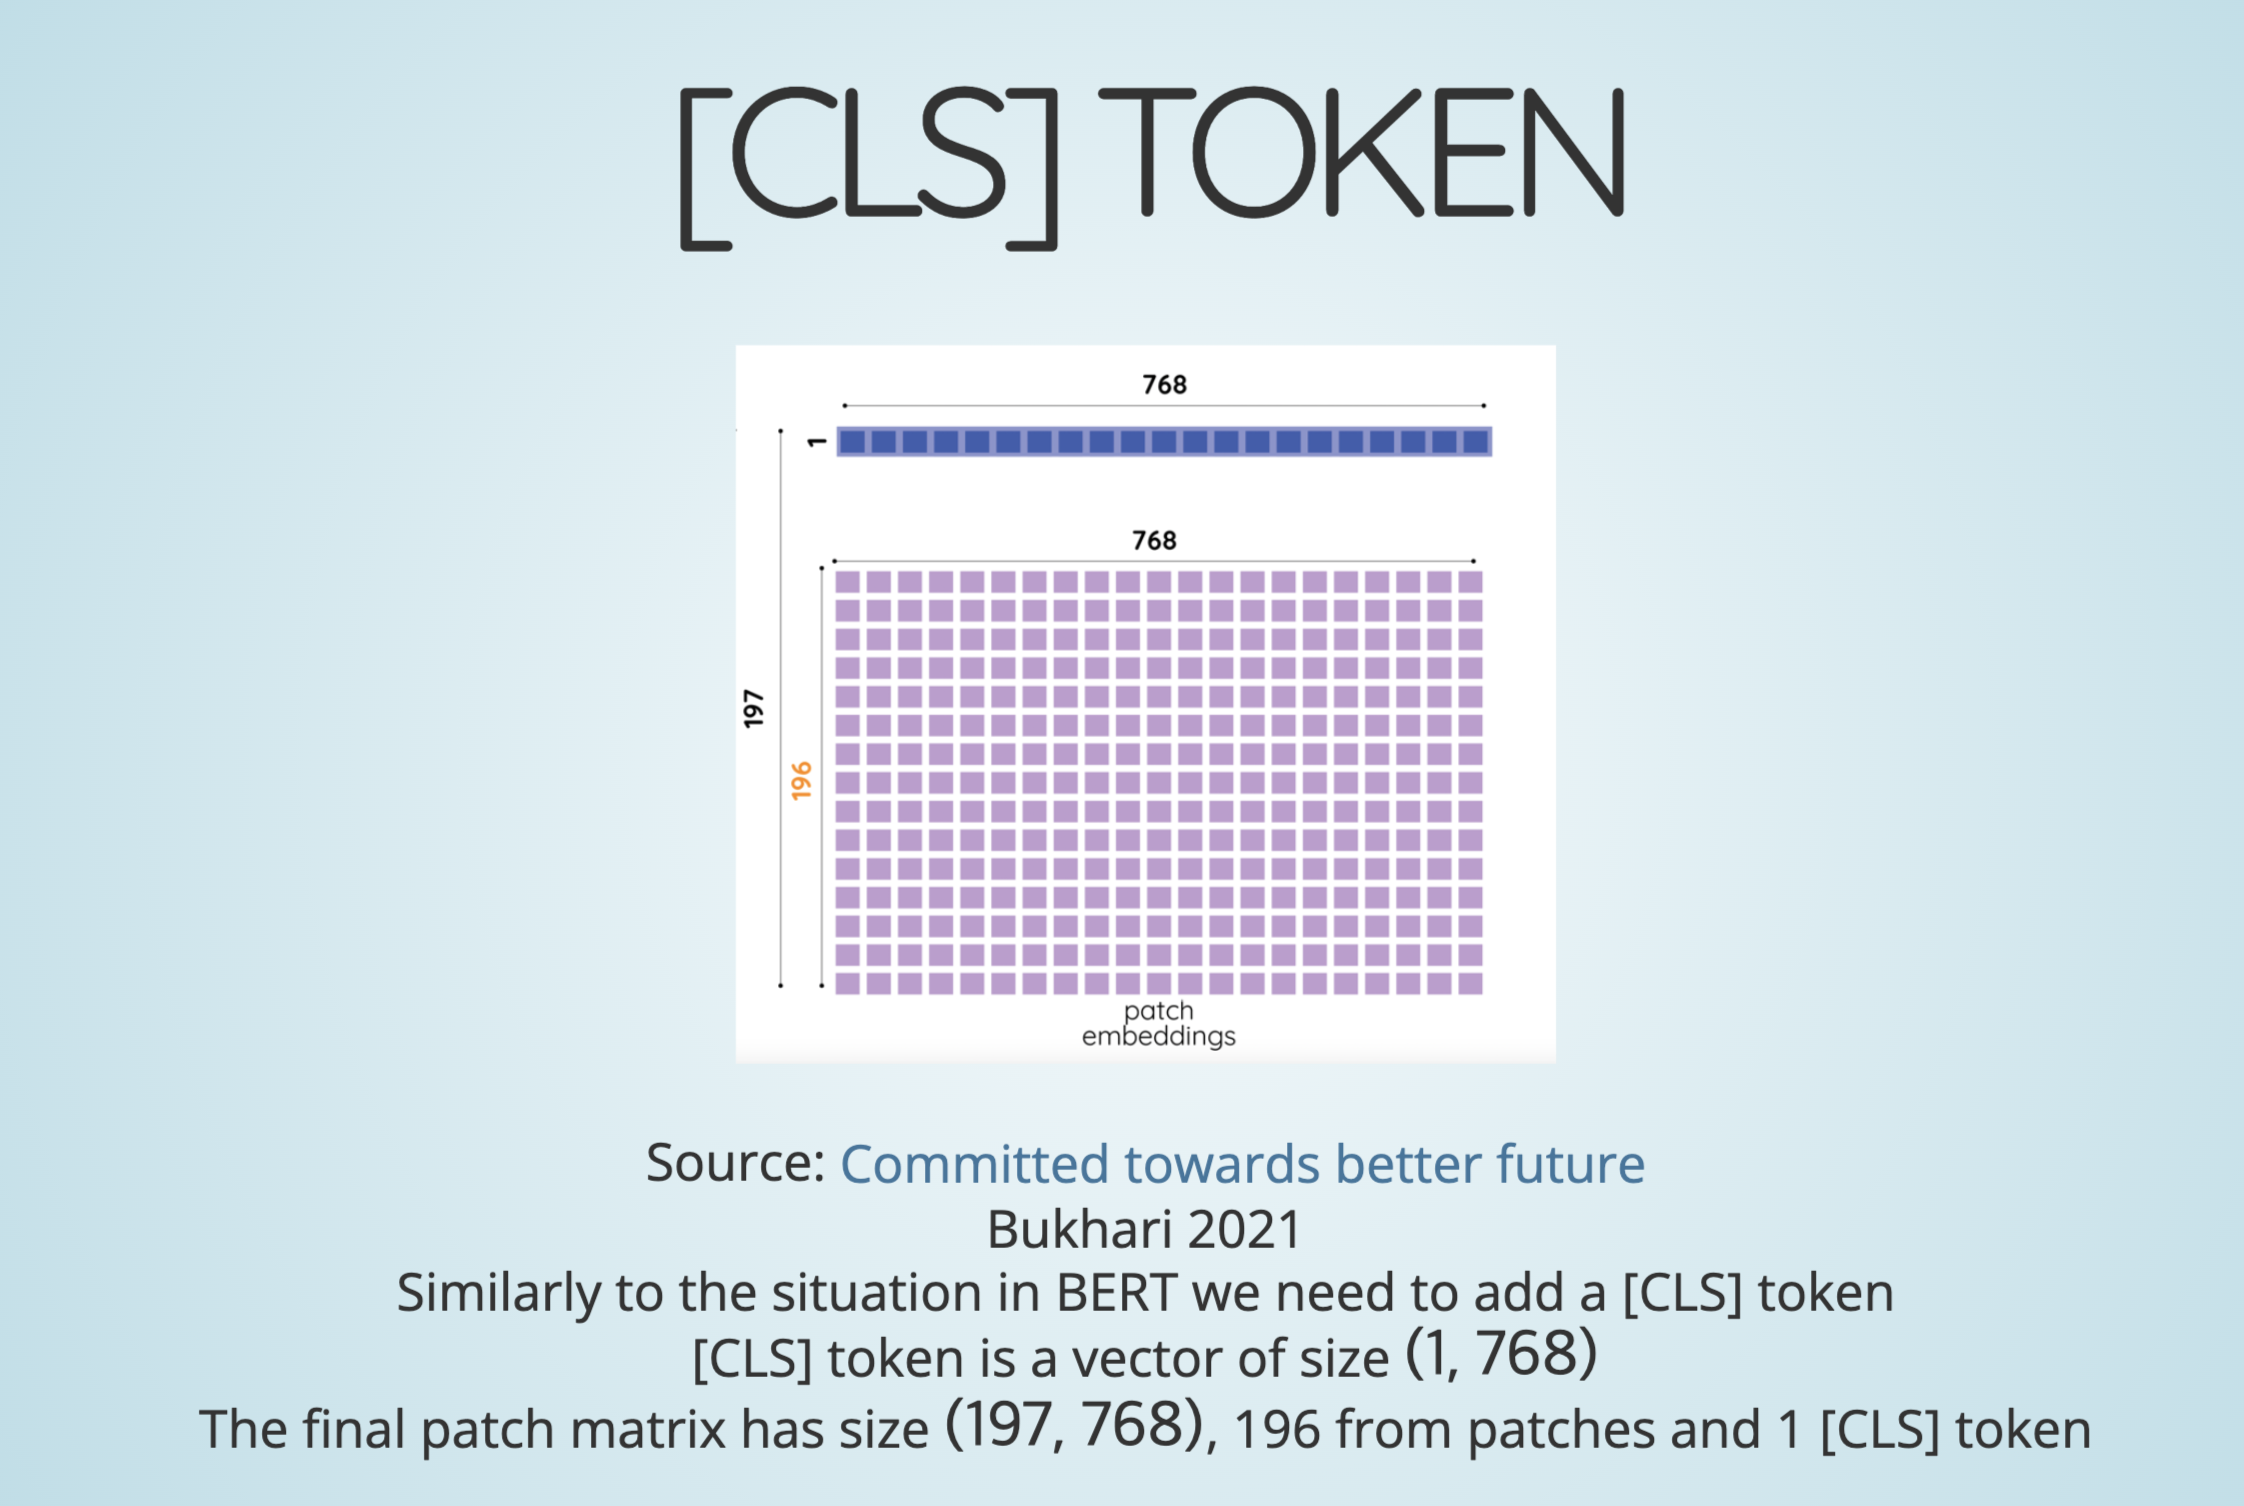 [CLS] TOKEN
768
1
768
197
196
patch
embeddings
Source: Committed towards better future
Bukhari 2021
Similarly to the situation in BERT we need to add a [CLS] token
[CLS] token is a vector of size (1, 768)
The final patch matrix has size (197, 768), 196 from patches and 1 [CLS] token